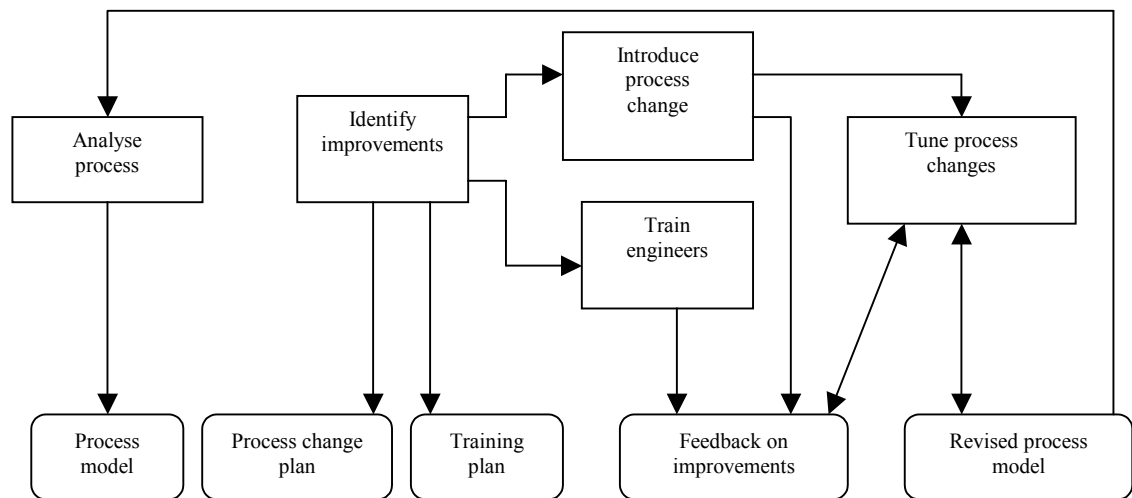 Introduce
process
change
Identify
improvements
Analyse
process
Tune process
changes
Train
engineers
Process
model
Process change
plan
Training
plan
Feedback on
improvements
Revised process
model